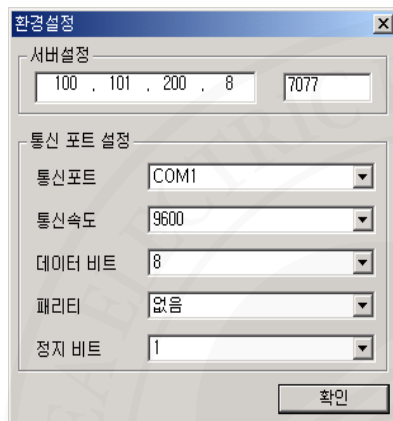 환경설정
서버설정
100 . 101 . 200 . 8 7077
통신 포트 설정
통신포트 COM1
통신속도 9600
데이터 비트 8
패리티 없음
정지 비트 1
확인